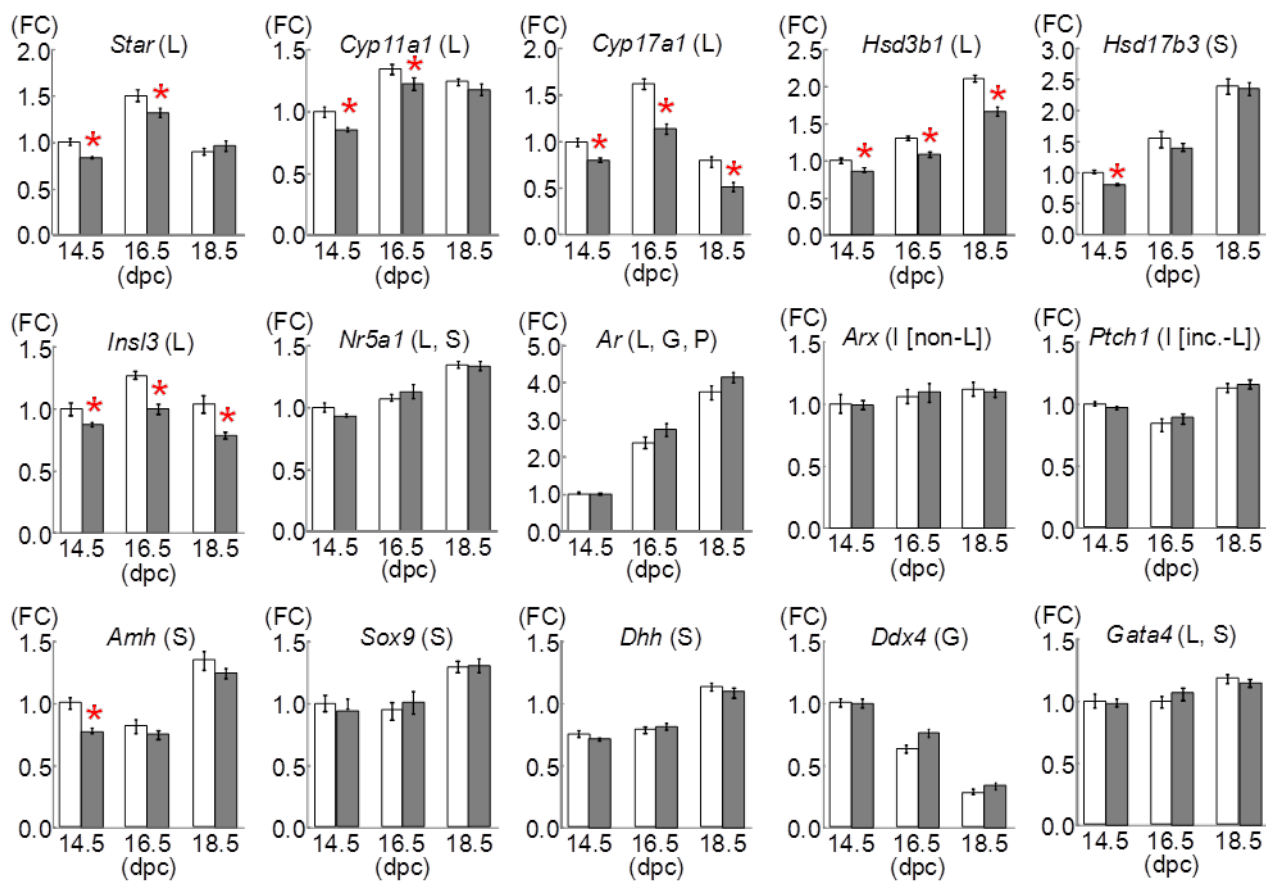 (FC) (FC) (FC) (FC) (FC)
Star (L) Cyp11a1 (L) Cyp17a1 (L) Hsd3b1 (L) Hsd17b3 (S)
2.0 1.5 2.0 2.5 3.0
1.5 1.0 1.5 2.0 2.5
1.0 0.5 1.0 1.5 2.0
0.5 0.0 0.5 1.0 1.5
0.0 0.0 0.5 1.0
0.0 0.5
0.0
* * * * * * * * * * *
14.5 16.5 18.5 14.5 16.5 18.5 14.5 16.5 18.5 14.5 16.5 18.5 14.5 16.5 18.5
(dpc) (dpc) (dpc) (dpc) (dpc)
(FC) (FC) (FC) (FC) (FC)
Insl3 (L) Nr5a1 (L, S) Ar (L, G, P) Arx (I [non-L]) Ptch1 (I [inc.-L])
1.5 1.5 5.0 1.5 1.5
1.0 1.0 4.0 1.0 1.0
0.5 0.5 3.0 0.5 0.5
0.0 0.0 2.0 0.0 0.0
1.0
0.0
* * *
14.5 16.5 18.5 14.5 16.5 18.5 14.5 16.5 18.5 14.5 16.5 18.5 14.5 16.5 18.5
(dpc) (dpc) (dpc) (dpc) (dpc)
(FC) (FC) (FC) (FC) (FC)
Amh (S) Sox9 (S) Dhh (S) Ddx4 (G) Gata4 (L, S)
1.5 1.5 1.5 1.5 1.5
1.0 1.0 1.0 1.0 1.0
0.5 0.5 0.5 0.5 0.5
0.0 0.0 0.0 0.0 0.0
*
14.5 16.5 18.5 14.5 16.5 18.5 14.5 16.5 18.5 14.5 16.5 18.5 14.5 16.5 18.5
(dpc) (dpc) (dpc) (dpc) (dpc)